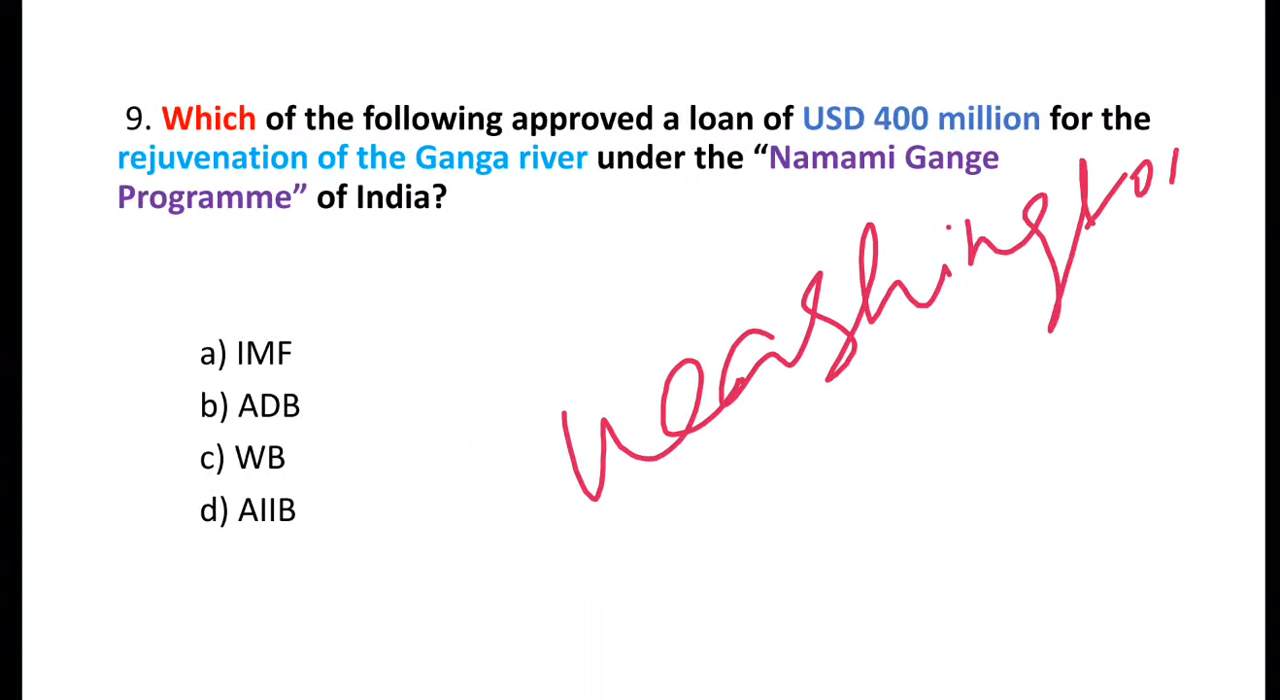 9. Which of the following approved a loan of USD 400 million for the
rejuvenation of the Ganga river under the “Namami Gange
Programme” of India?
Washington
a) IMF
b) ADB
c) WB
d) AIIB